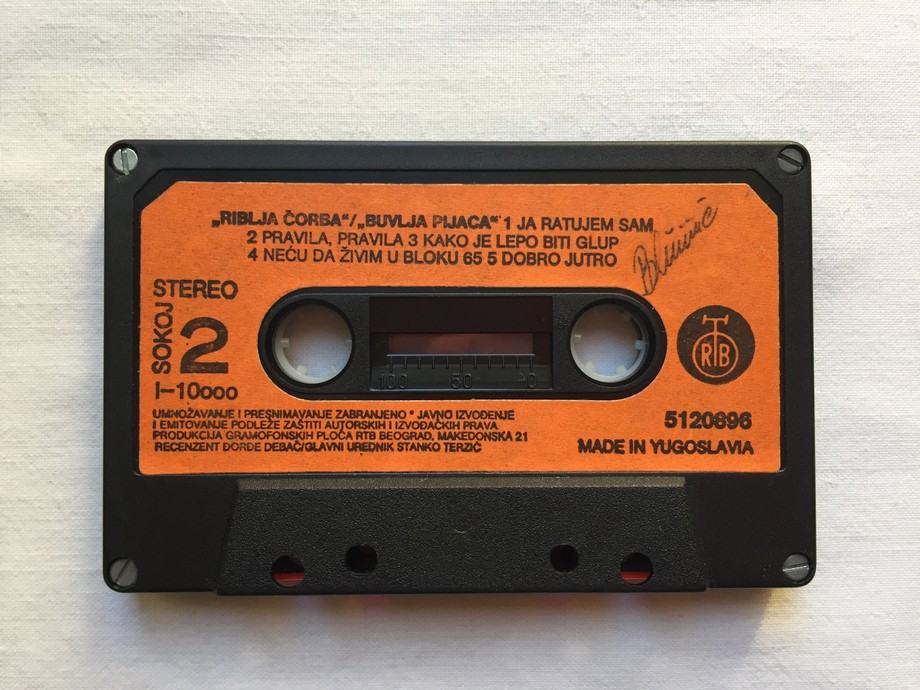 „RIBLJA ČORBA“/„BUVLJA PIJACA“ 1 JA RATUJEM SAM
2 PRAVILA, PRAVILA 3 KAKO JE LEPO BITI GLUP
4 NEĆU DA ŽIVIM U BLOKU 65 5 DOBRO JUTRO
STEREO
SOKOJ
2
I-10000
RTB
100 50 0
UMNOŽAVANJE I PRESNIMAVANJE ZABRANJENO * JAVNO IZVOĐENJE
I EMITOVANJE PODLEŽE ZAŠTITI AUTORSKIH I IZVOĐAČKIH PRAVA
PRODUKCIJA GRAMOFONSKIH PLOČA RTB BEOGRAD, MAKEDONSKA 21
RECENZENT ĐORĐE DEBAČ/GLAVNI UREDNIK STANKO TERZIĆ
5120896
MADE IN YUGOSLAVIA